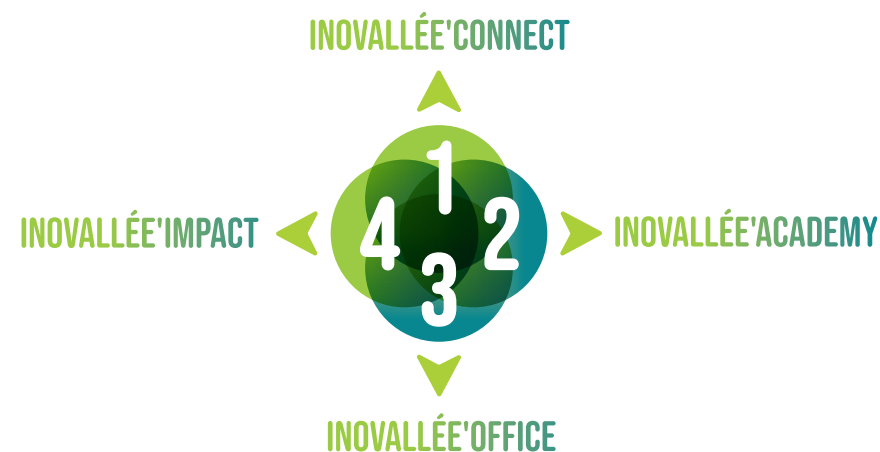 INOVALLÉE'CONNECT
1
INOVALLÉE'IMPACT
4
2
INOVALLÉE'ACADEMY
3
INOVALLÉE'OFFICE